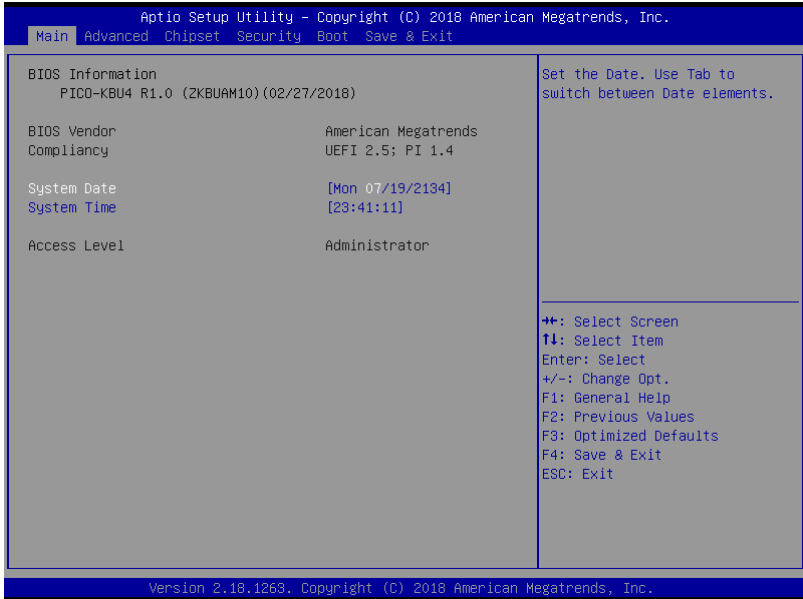 Aptio Setup Utility – Copyright (C) 2018 American Megatrends, Inc.
Main Advanced Chipset Security Boot Save & Exit
BIOS Information
PICO-KBU4 R1.0 (ZKBUAM10)(02/27/2018)
BIOS Vendor American Megatrends
Compliancy UEFI 2.5; PI 1.4
System Date [Mon 07/19/2134]
System Time [23:41:11]
Access Level Administrator
Set the Date. Use Tab to
switch between Date elements.
→←: Select Screen
↑↓: Select Item
Enter: Select
+/-: Change Opt.
F1: General Help
F2: Previous Values
F3: Optimized Defaults
F4: Save & Exit
ESC: Exit
Version 2.18.1263. Copyright (C) 2018 American Megatrends, Inc.